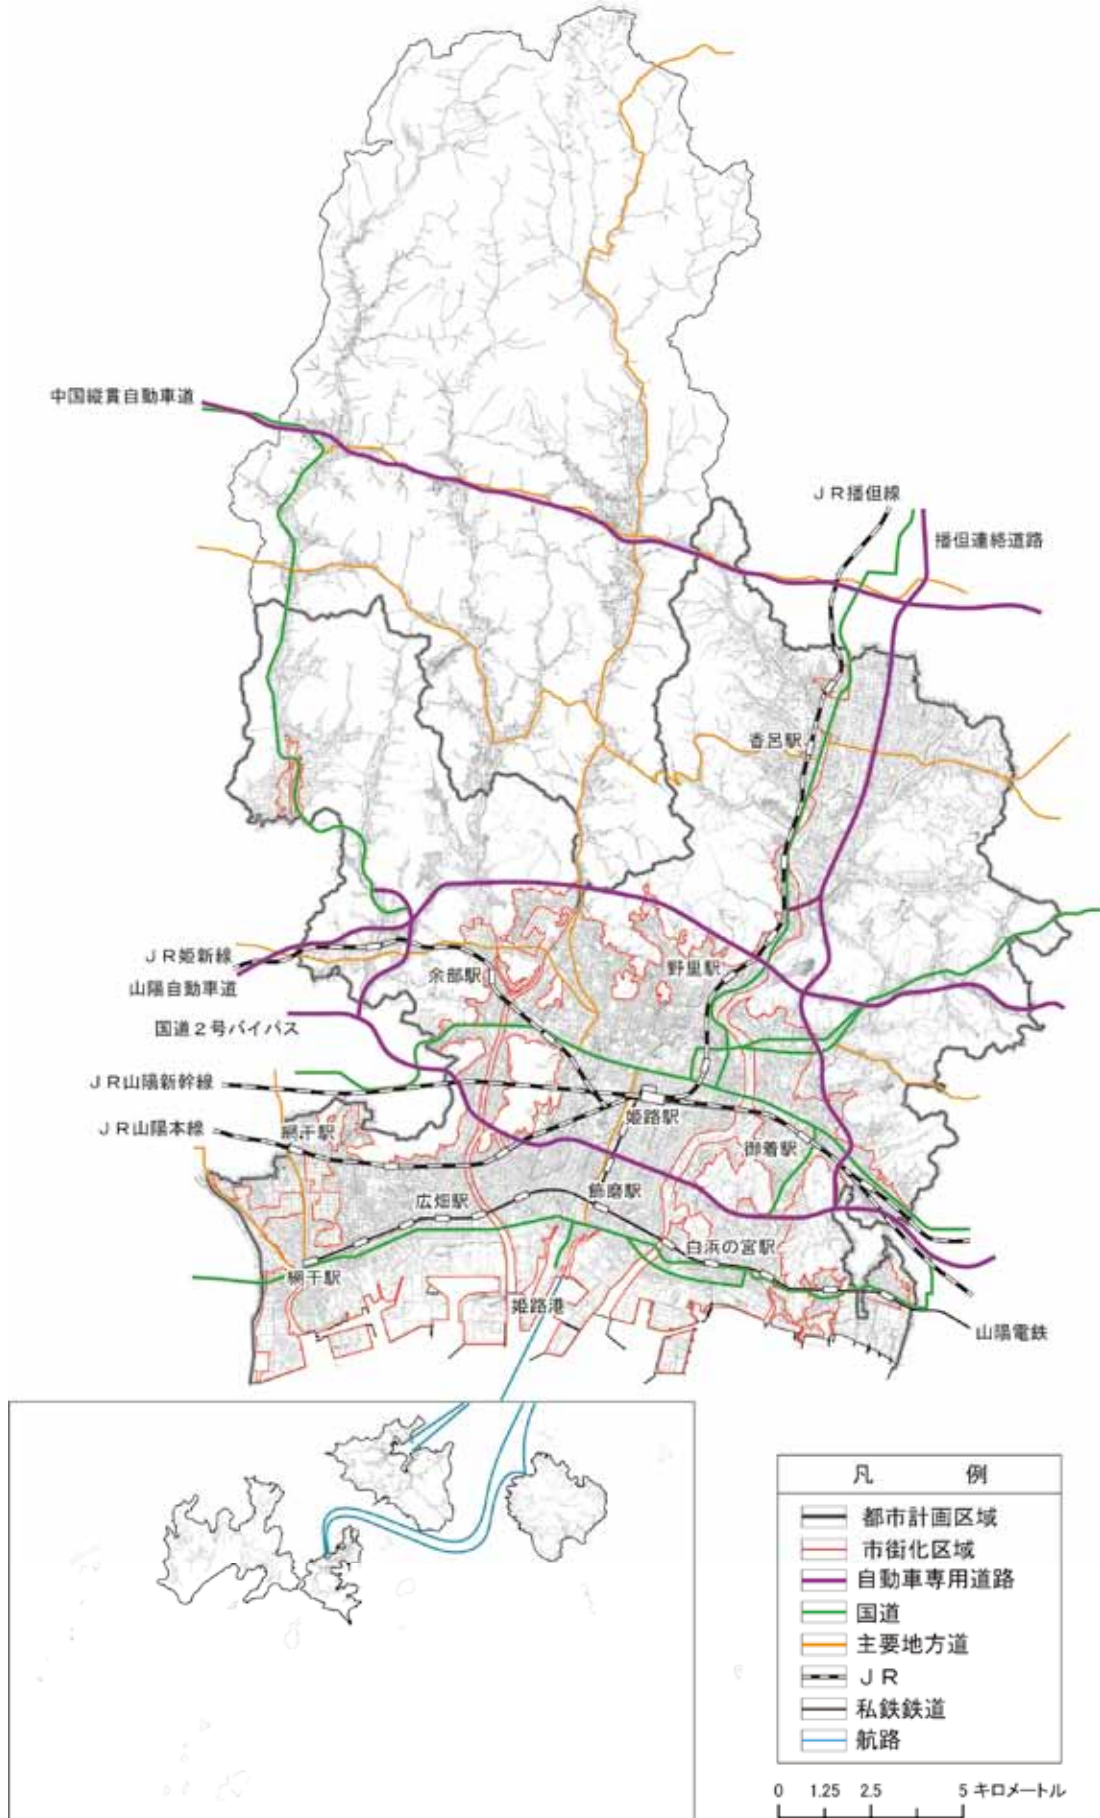 中国縦貫自動車道
JR播但線
播但連絡道路
香呂駅
JR姫新線
余部駅
野里駅
山陽自動車道
国道2号バイパス
JR山陽新幹線
JR山陽本線
網干駅
姫路駅
御着駅
広畑駅
飾磨駅
白浜の宮駅
網干駅
姫路港
山陽電鉄
凡 例
都市計画区域
市街化区域
自動車専用道路
国道
主要地方道
JR
私鉄鉄道
航路
0 1.25 2.5 5 キロメートル